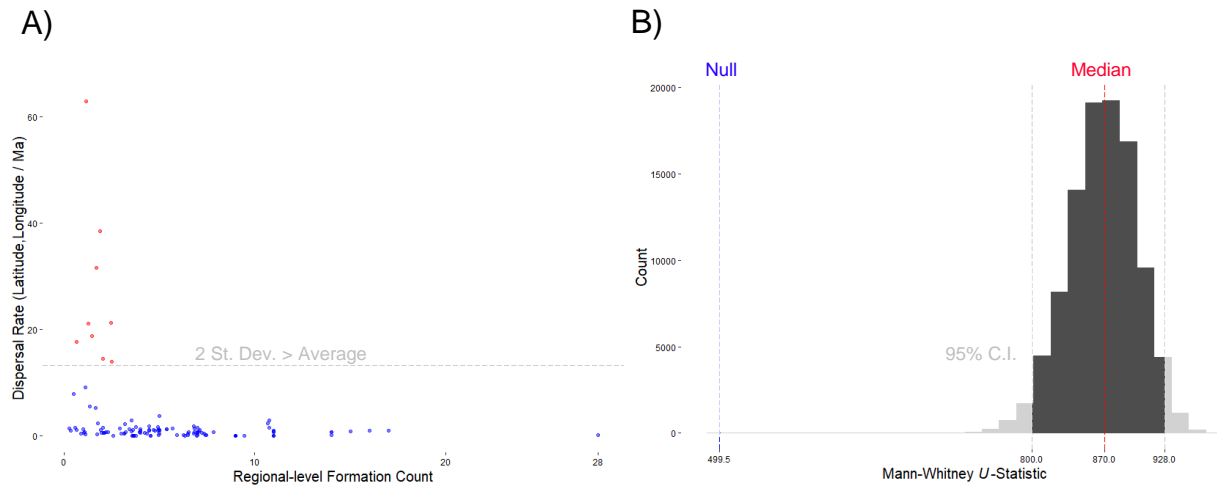 A)
60
40
20
0
Dispersal Rate (Latitude,Longitude / Ma)
2 St. Dev. > Average
0
10
20
28
Regional-level Formation Count
B)
Null
Median
20000
15000
10000
5000
0
Count
95% C.I.
499.5
800.0
870.0
928.0
Mann-Whitney U-Statistic